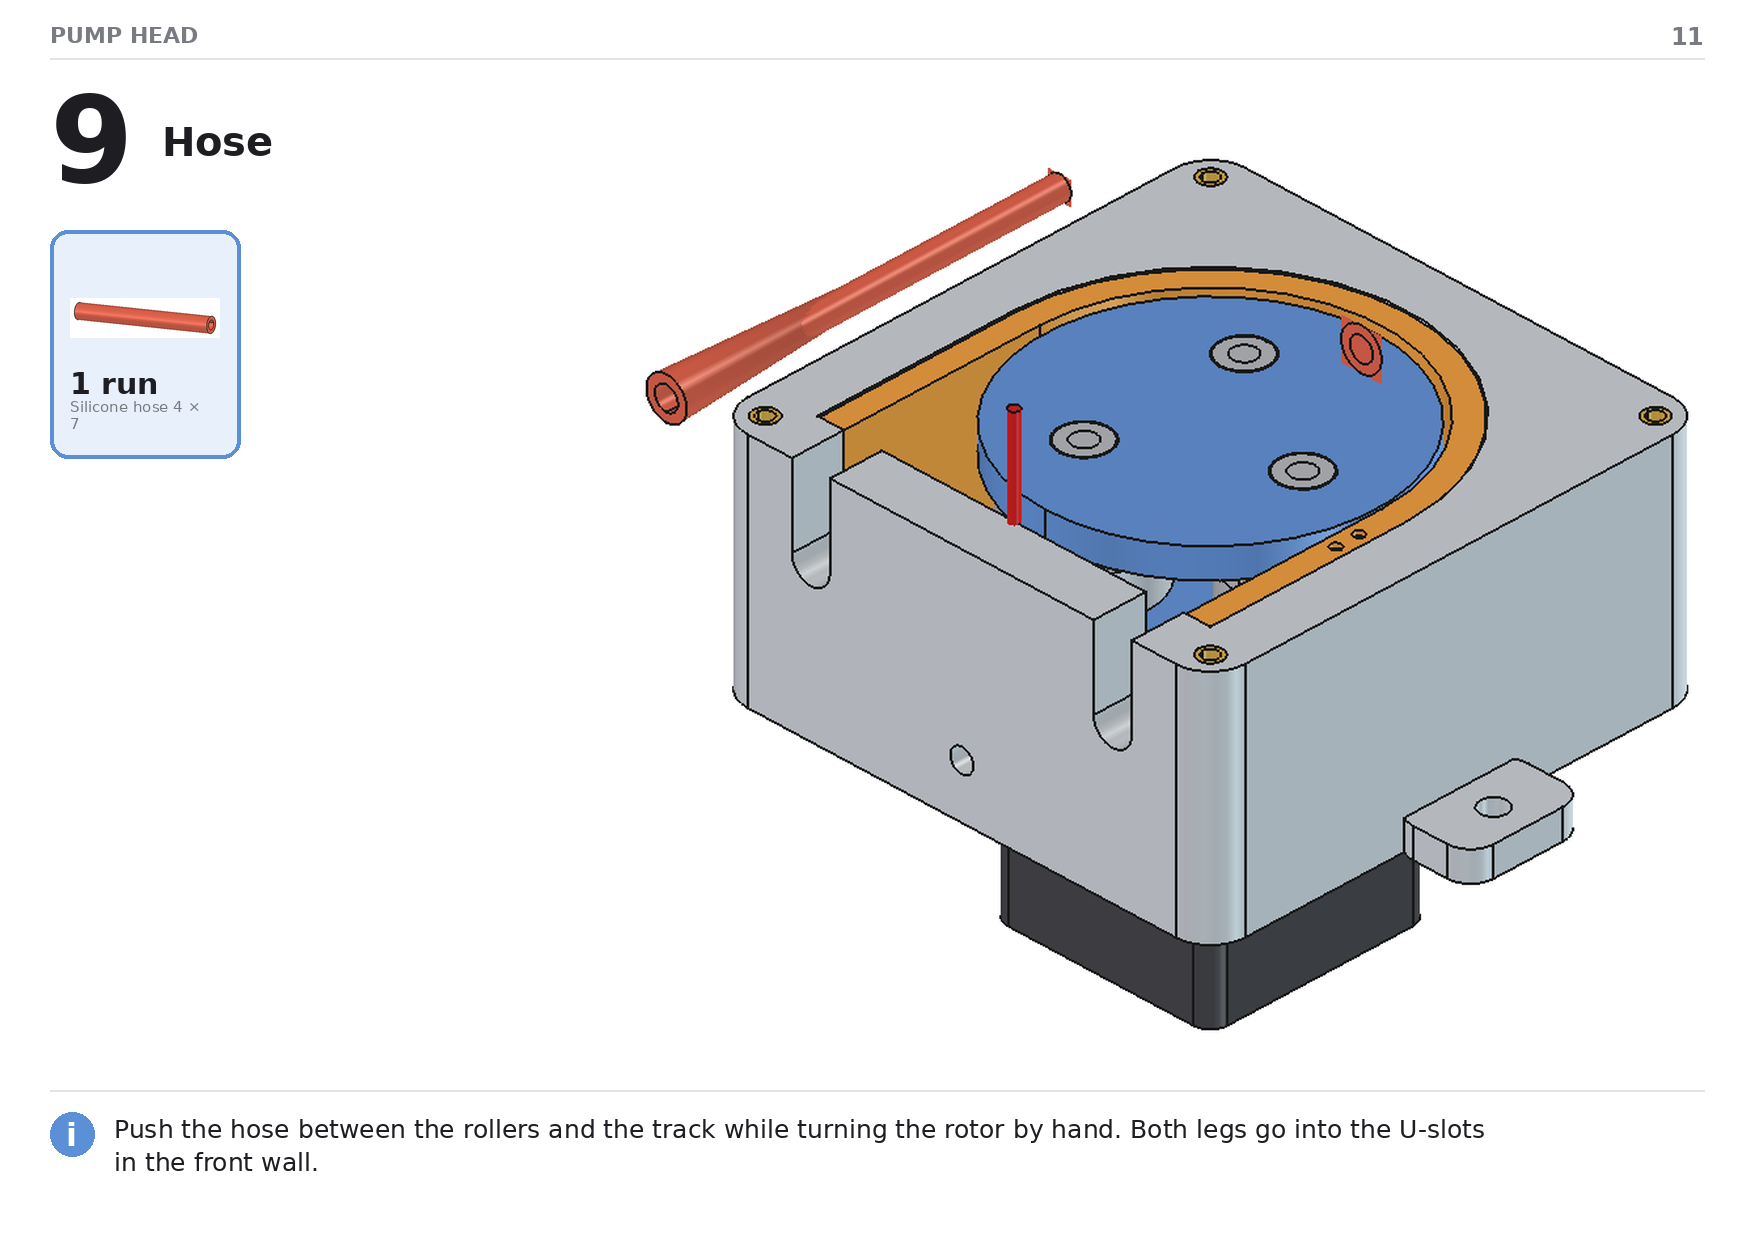 PUMP HEAD
11
9 Hose
1 run
Silicone hose 4 ×
7
i
Push the hose between the rollers and the track while turning the rotor by hand. Both legs go into the U-slots
in the front wall.